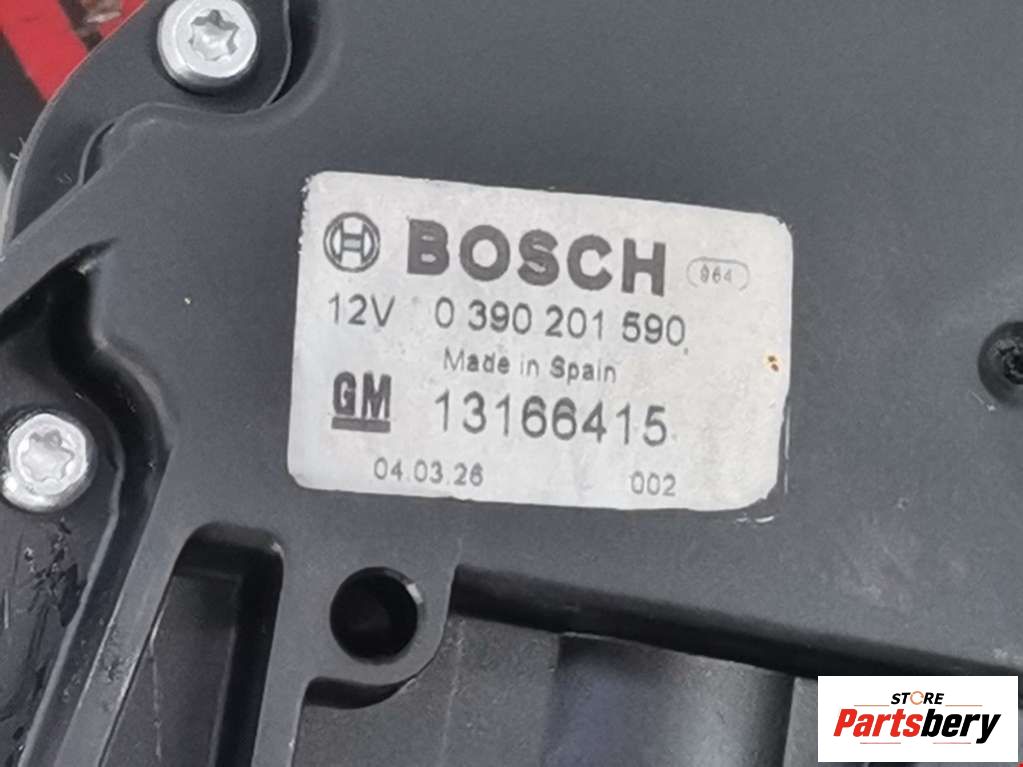 BOSCH 964
12V 0 390 201 590
Made in Spain
GM 13166415
04.03.26 002
STORE
Partsbery